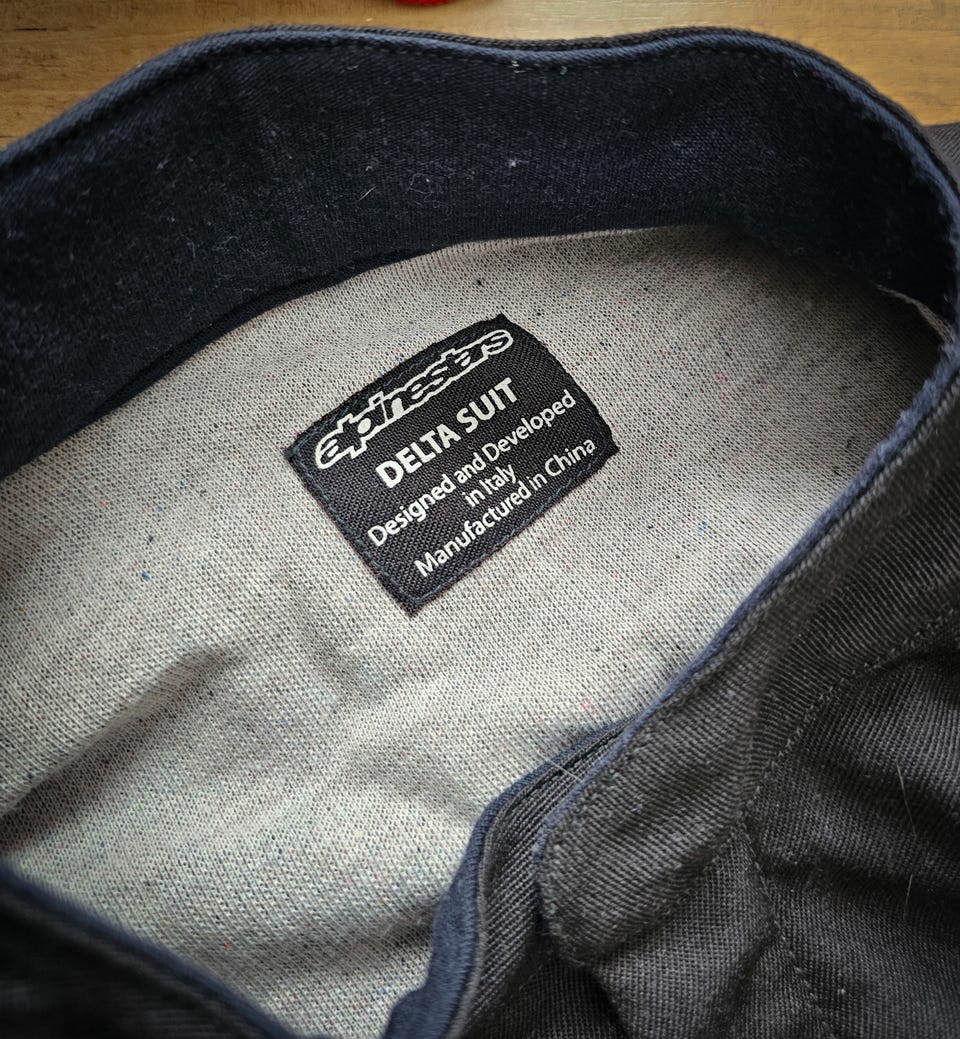 alpinestars
DELTA SUIT
Designed and Developed
in Italy
Manufactured in China